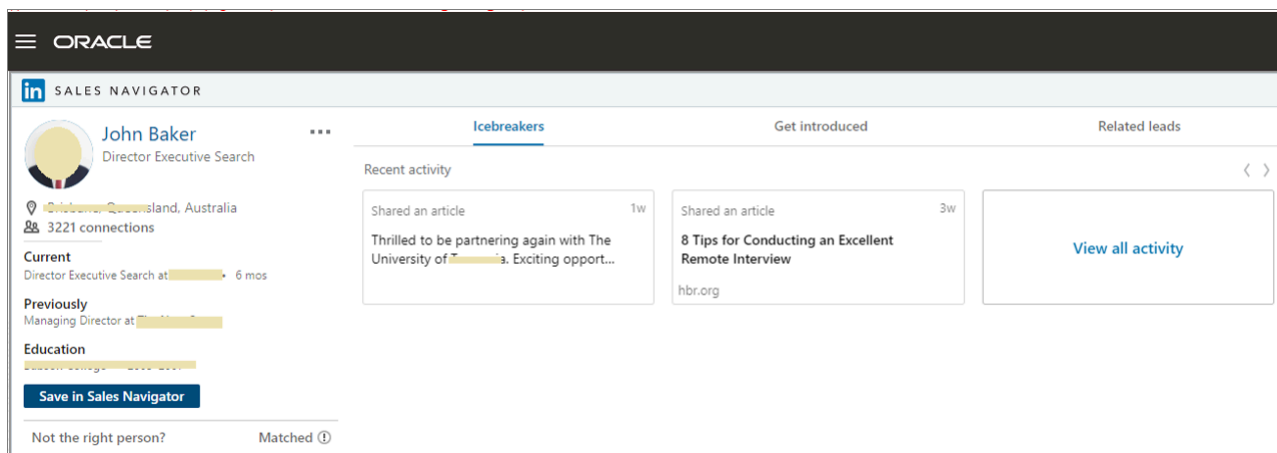 ORACLE
in SALES NAVIGATOR
John Baker
Director Executive Search
Australia
3221 connections
Current
Director Executive Search at • 6 mos
Previously
Managing Director at
Education
Save in Sales Navigator
Not the right person? Matched
Icebreakers Get introduced Related leads
Recent activity
Shared an article 1w
Thrilled to be partnering again with The
University of Exciting opport...
Shared an article 3w
8 Tips for Conducting an Excellent
Remote Interview
hbr.org
View all activity